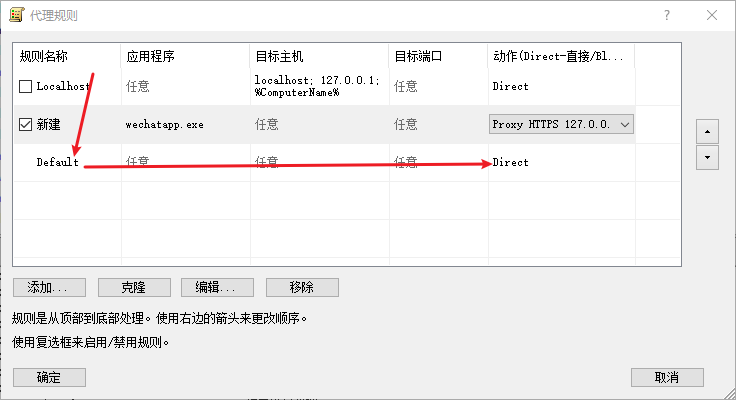 代理规则
规则名称 应用程序 目标主机 目标端口 动作(Direct-直接/Bl...
Localhost 任意 localhost; 127.0.0.1; %ComputerName% 任意 Direct
新建 wechatapp.exe 任意 任意 Proxy HTTPS 127.0.0.
Default 任意 任意 任意 Direct
添加... 克隆 编辑... 移除
规则是从顶部到底部处理。使用右边的箭头来更改顺序。
使用复选框来启用/禁用规则。
确定 取消